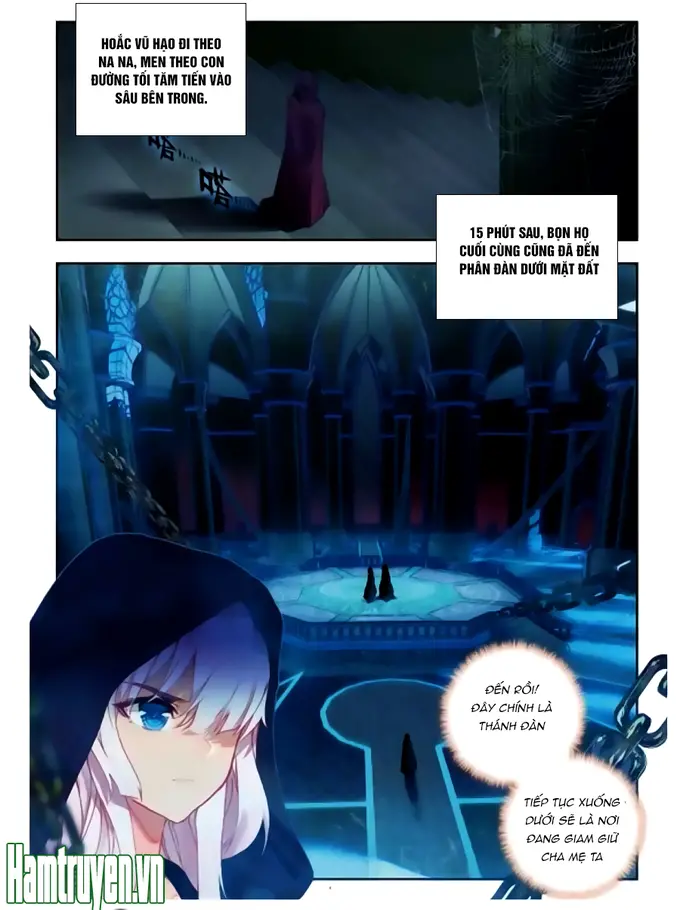 HOẮC VŨ HẠO ĐI THEO
NA NA, MEN THEO CON
ĐƯỜNG TỐI TĂM TIẾN VÀO
SÂU BÊN TRONG.
嗒
嗒
15 PHÚT SAU, BỌN HỌ
CUỐI CÙNG CŨNG ĐÃ ĐẾN
PHÂN ĐÀN DƯỚI MẶT ĐẤT
ĐẾN RỒI!
ĐÂY CHÍNH LÀ
THÁNH ĐÀN
TIẾP TỤC XUỐNG
DƯỚI SẼ LÀ NƠI
ĐANG GIAM GIỮ
CHA MẸ TA
Hamtruyen.vn